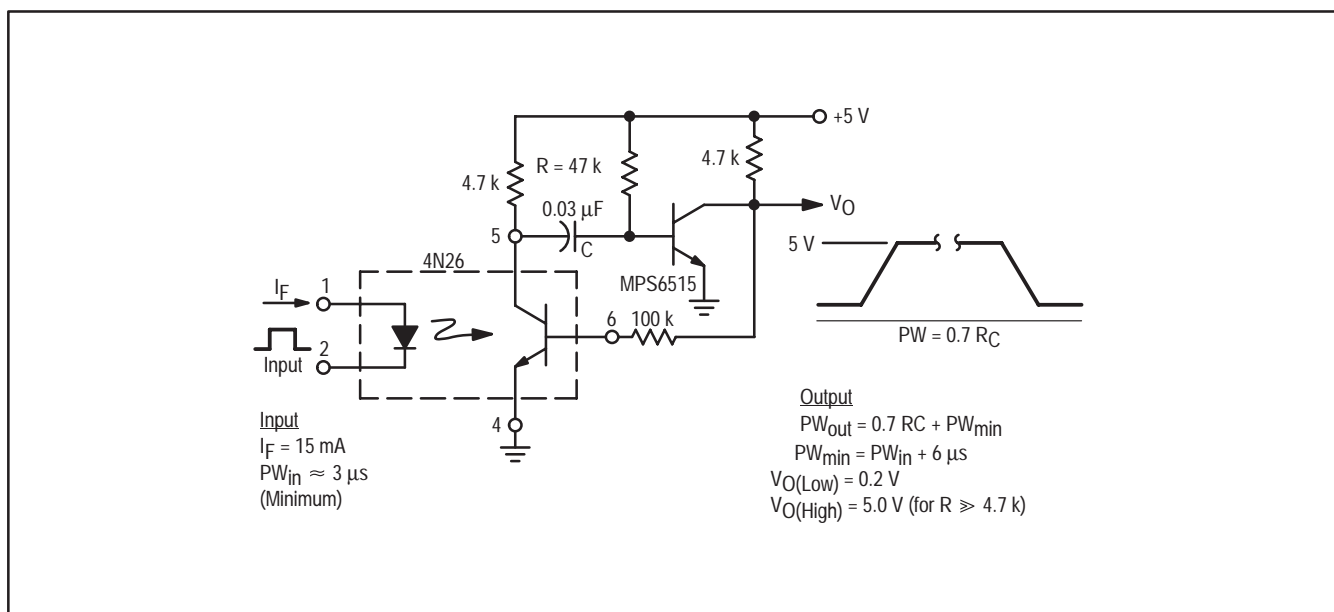 +5 V
R = 47 k
4.7 k
4.7 k
0.03 μF
C
VO
5
5 V
4N26
MPS6515
IF
1
6
100 k
PW = 0.7 RC
2
Input
4
Input
IF = 15 mA
PWin ≈ 3 μs
(Minimum)
Output
PWout = 0.7 RC + PWmin
PWmin = PWin + 6 μs
VO(Low) = 0.2 V
VO(High) = 5.0 V (for R ≫ 4.7 k)